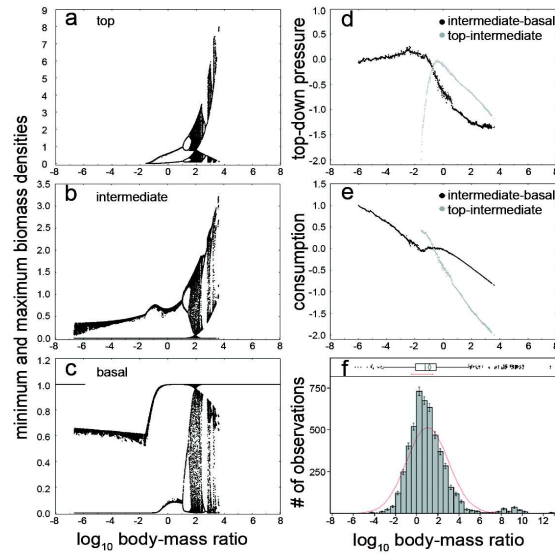 minimum and maximum biomass densities
a top
9
8
7
6
5
4
3
2
1
0
-8 -6 -4 -2 0 2 4 6 8
b intermediate
3.5
3.0
2.5
2.0
1.5
1.0
0.5
0.0
-8 -6 -4 -2 0 2 4 6 8
c basal
1.2
1.0
0.8
0.6
0.4
0.2
0.0
-8 -6 -4 -2 0 2 4 6 8
log10 body-mass ratio
d
intermediate-basal
top-intermediate
top-down pressure
1.0
0.5
0.0
-0.5
-1.0
-1.5
-2.0
-8 -6 -4 -2 0 2 4 6 8
e
intermediate-basal
top-intermediate
consumption
1.5
1.0
0.5
0.0
-0.5
-1.0
-1.5
-2.0
-8 -6 -4 -2 0 2 4 6 8
f
# of observations
750
500
250
-8 -6 -4 -2 0 2 4 6 8 10 12
log10 body-mass ratio